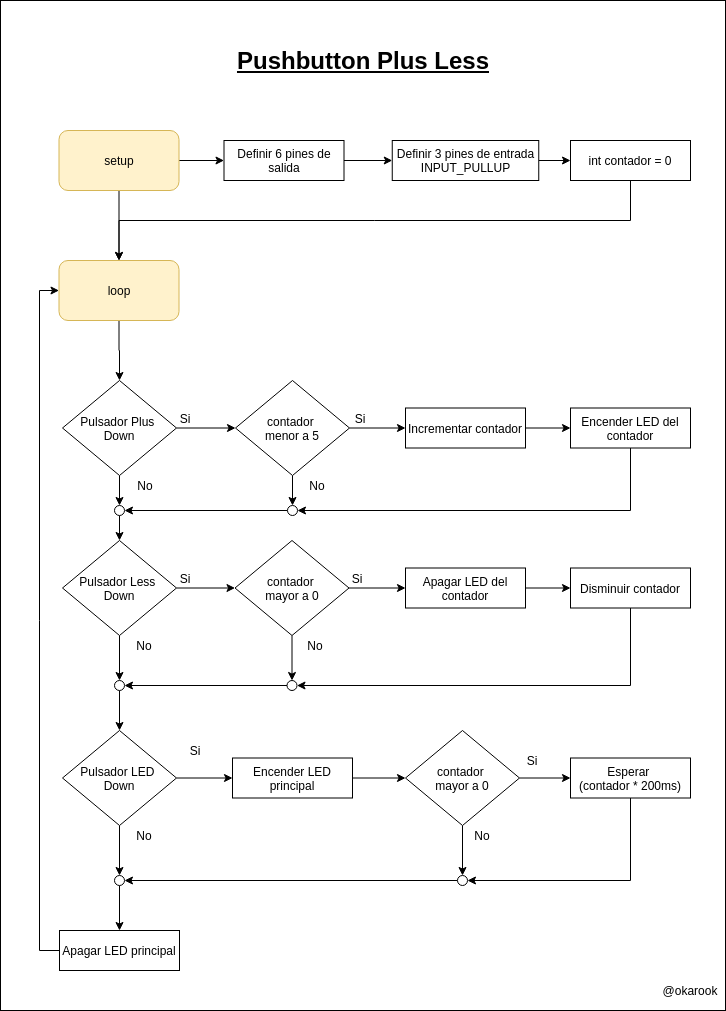 Pushbutton Plus Less
setup
Definir 6 pines de
salida
Definir 3 pines de entrada
INPUT_PULLUP
int contador = 0
loop
Pulsador Plus
Down
Si
contador
menor a 5
Si
Incrementar contador
Encender LED del
contador
No
No
Pulsador Less
Down
Si
contador
mayor a 0
Si
Apagar LED del
contador
Disminuir contador
No
No
Pulsador LED
Down
Si
Encender LED
principal
contador
mayor a 0
Si
Esperar
(contador * 200ms)
No
No
Apagar LED principal
@okarook